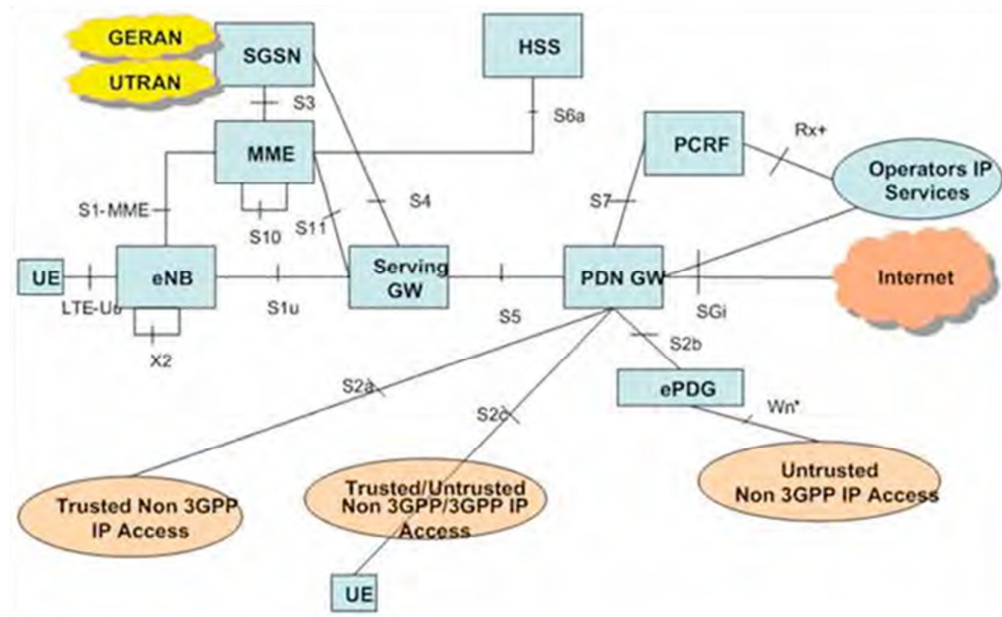 GERAN
UTRAN
SGSN
HSS
S3
S6a
MME
PCRF
Rx+
Operators IP
Services
S1-MME
S10
S11
S4
S7
UE
eNB
Serving
GW
PDN GW
Internet
LTE-Uu
S1u
S5
SGi
X2
S2b
S2a
ePDG
S2c
Wn*
Trusted Non 3GPP
IP Access
Trusted/Untrusted
Non 3GPP/3GPP IP
Access
Untrusted
Non 3GPP IP Access
UE